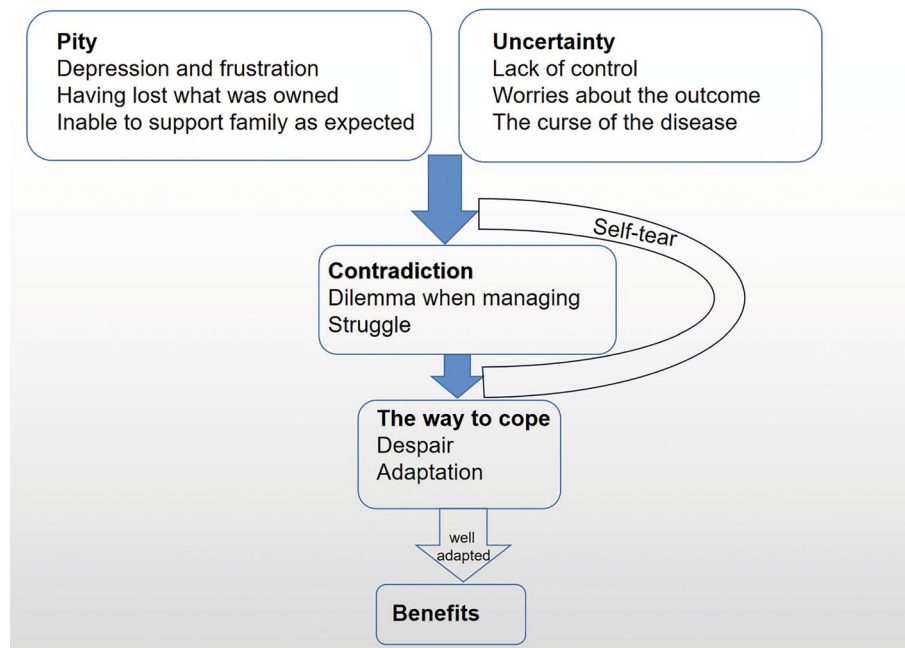 Pity
Depression and frustration
Having lost what was owned
Inable to support family as expected
Uncertainty
Lack of control
Worries about the outcome
The curse of the disease
Self-tear
Contradiction
Dilemma when managing
Struggle
The way to cope
Despair
Adaptation
well
adapted
Benefits